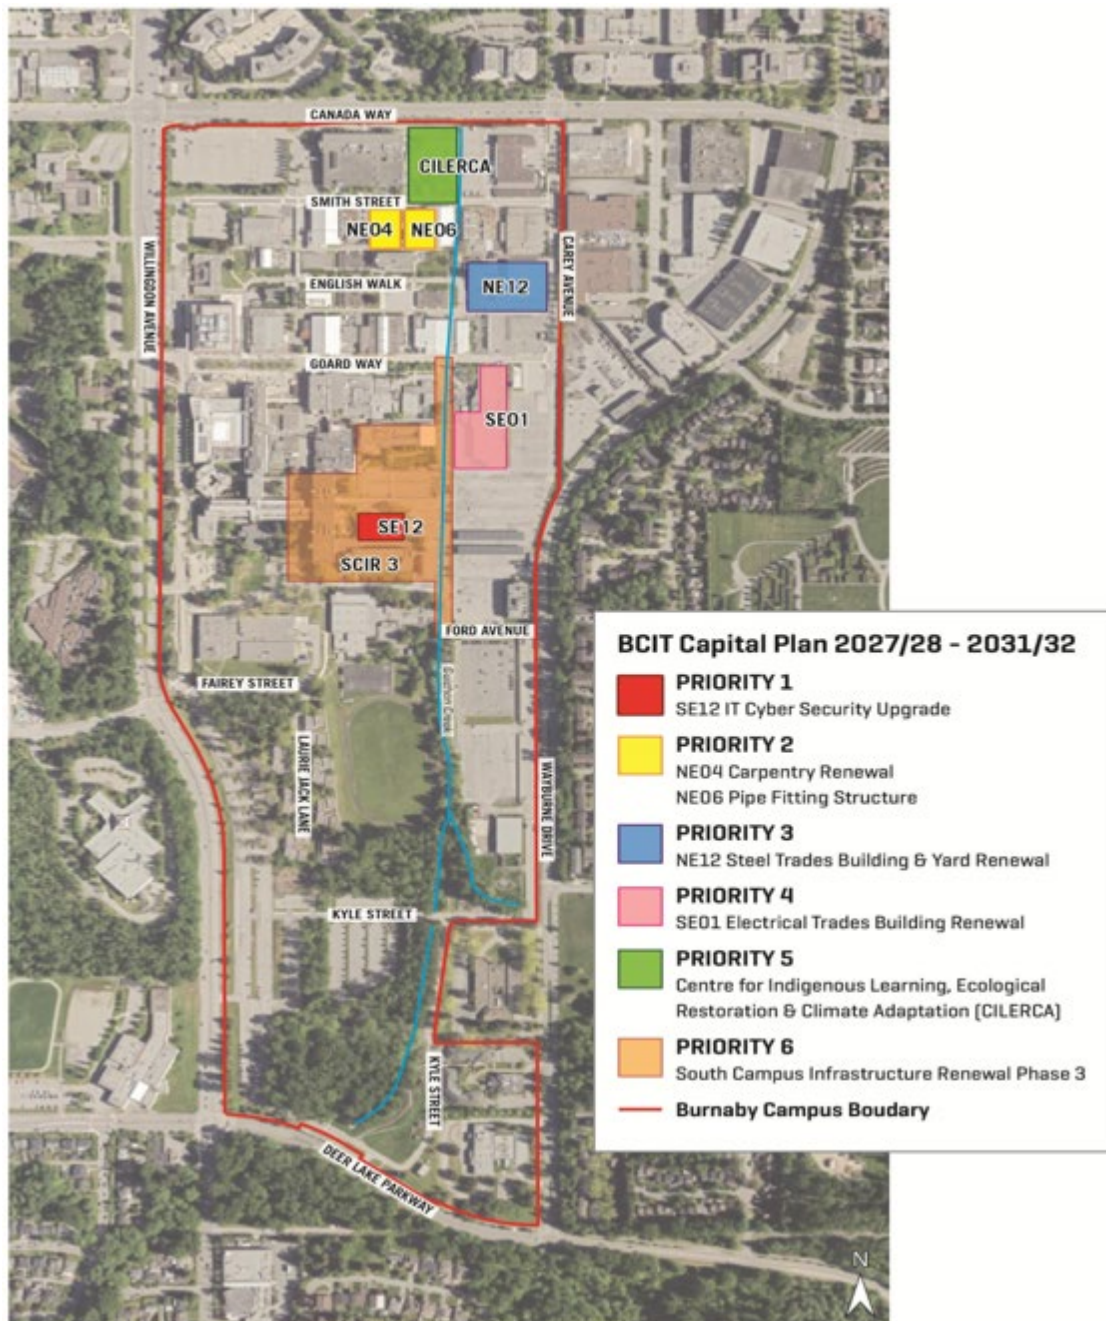 CANADA WAY
CILERCA
SMITH STREET
NE04
NE06
WILLINGDON AVENUE
CAREY AVENUE
ENGLISH WALK
NE12
GOARD WAY
SE01
SE12
SCIR 3
FORD AVENUE
FAIREY STREET
LAURIE JACK LANE
WAYBURNE DRIVE
KYLE STREET
KYLE STREET
DEER LAKE PARKWAY
BCIT Capital Plan 2027/28 - 2031/32
PRIORITY 1
SE12 IT Cyber Security Upgrade
PRIORITY 2
NE04 Carpentry Renewal
NE06 Pipe Fitting Structure
PRIORITY 3
NE12 Steel Trades Building & Yard Renewal
PRIORITY 4
SE01 Electrical Trades Building Renewal
PRIORITY 5
Centre for Indigenous Learning, Ecological
Restoration & Climate Adaptation (CILERCA)
PRIORITY 6
South Campus Infrastructure Renewal Phase 3
Burnaby Campus Boudary
N